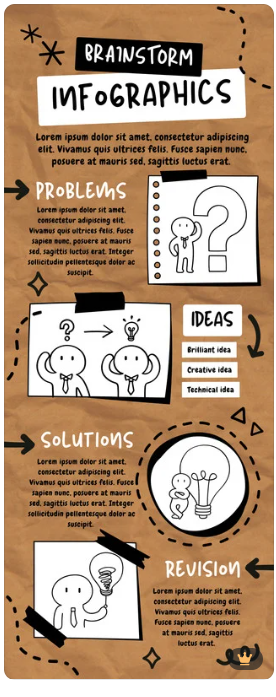 BRAINSTORM
INFOGRAPHICS
Lorem ipsum dolor sit amet, consectetur adipiscing
elit. Vivamus quis ultrices felis. Fusce sapien nunc,
posuere at mauris sed, sagittis luctus erat.
PROBLEMS
Lorem ipsum dolor sit amet,
consectetur adipiscing elit.
Vivamus quis ultrices felis. Fusce
sapien nunc, posuere at mauris
sed, sagittis luctus erat. Integer
sollicitudin pellentesque dolor ac
suscipit.
?
?
IDEAS
Brilliant idea
Creative idea
Technical idea
SOLUTIONS
Lorem ipsum dolor sit amet,
consectetur adipiscing elit.
Vivamus quis ultrices felis. Fusce
sapien nunc, posuere at mauris
sed, sagittis luctus erat. Integer
sollicitudin pellentesque dolor ac
suscipit.
REVISION
Lorem ipsum dolor sit amet,
consectetur adipiscing elit.
Vivamus quis ultrices felis.
Fusce sapien nunc, posuere
at mauris sed, sagittis
luctus erat.